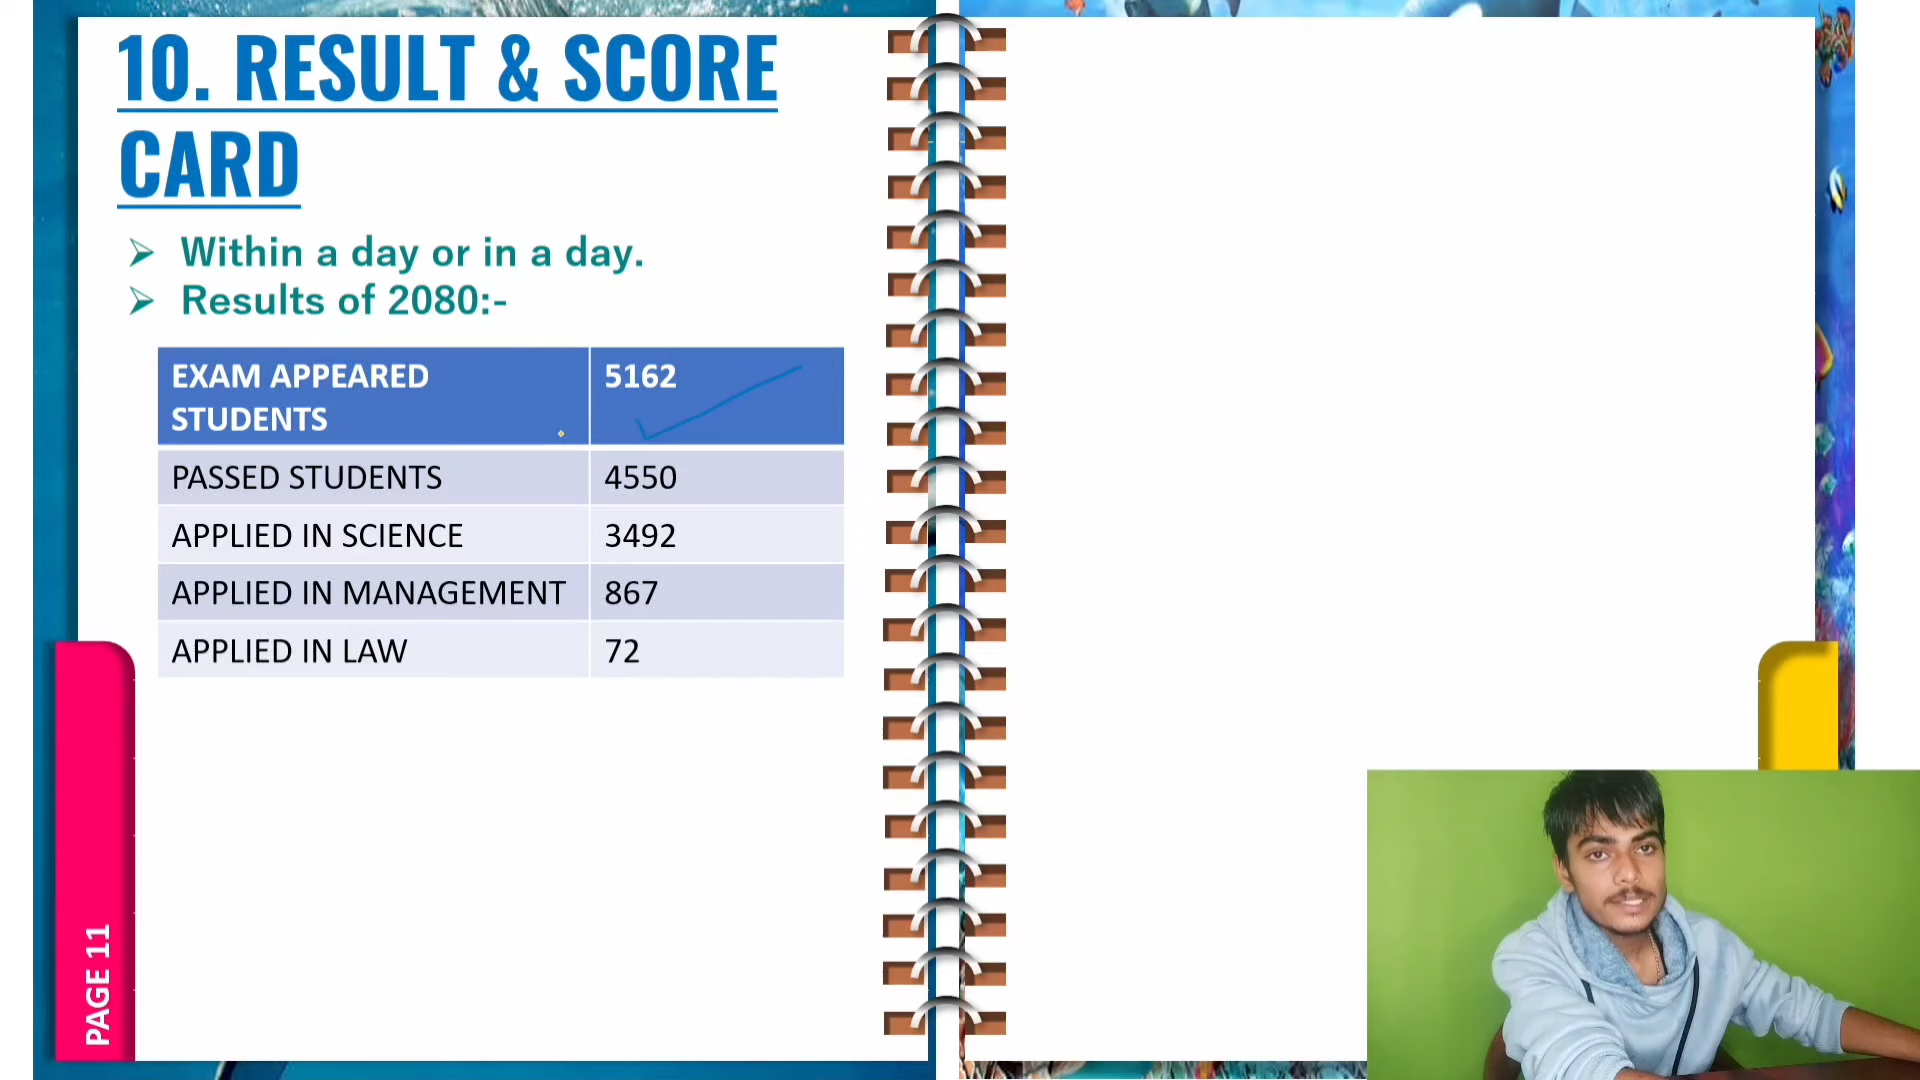 10. RESULT & SCORE
CARD
➢ Within a day or in a day.
➢ Results of 2080:-
EXAM APPEARED STUDENTS 5162
PASSED STUDENTS 4550
APPLIED IN SCIENCE 3492
APPLIED IN MANAGEMENT 867
APPLIED IN LAW 72
PAGE 11